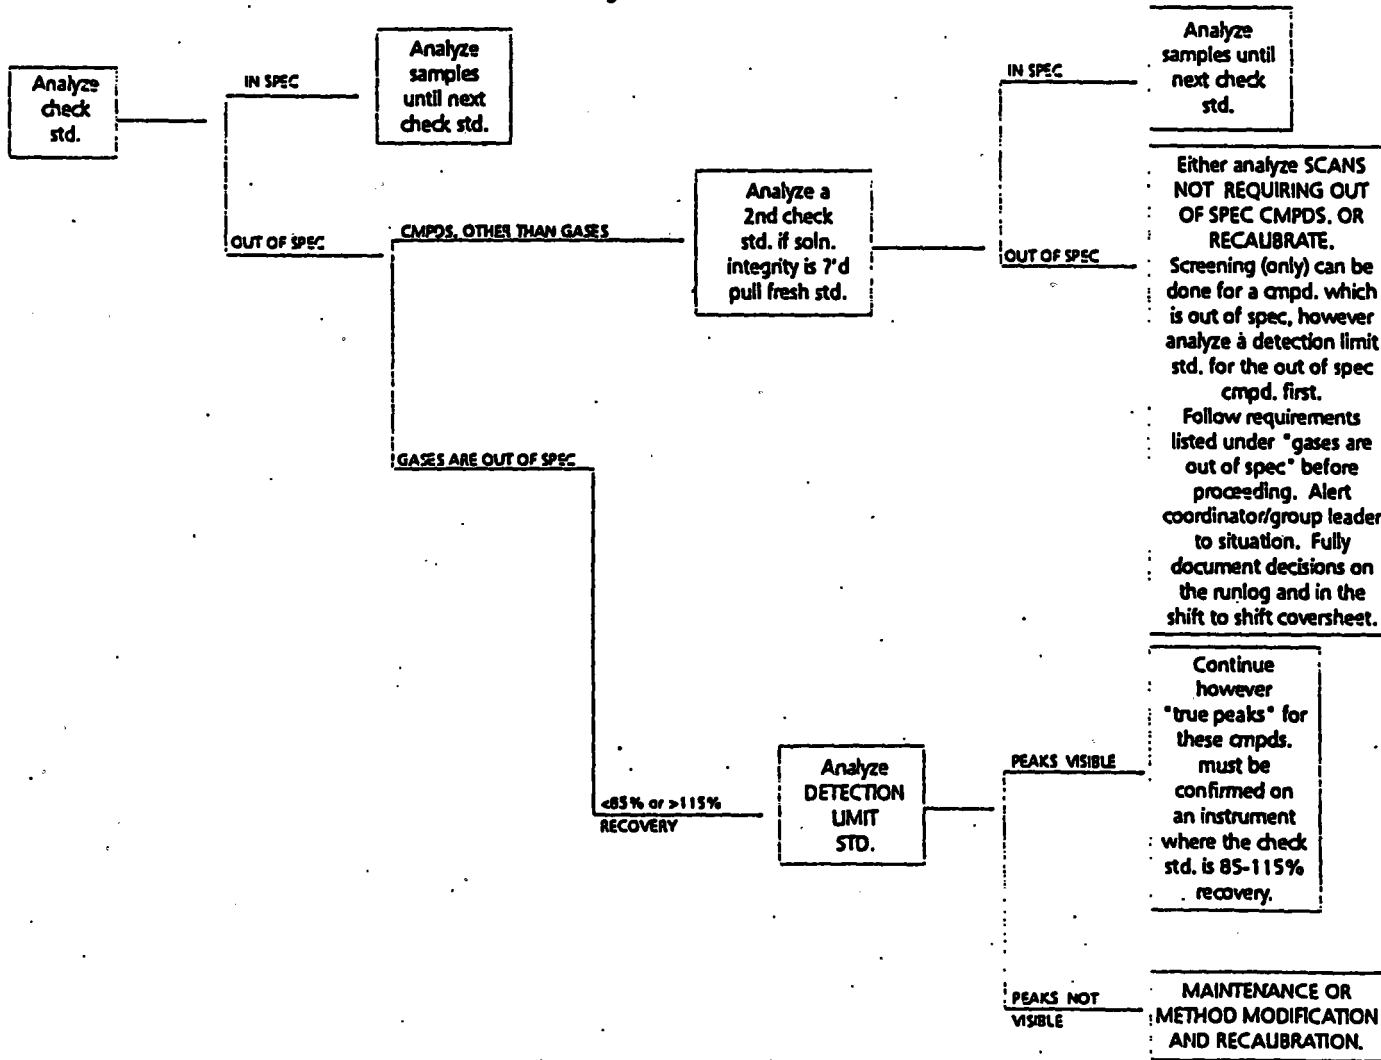 Analyze
check
std.
IN SPEC
Analyze
samples
until next
check std.
OUT OF SPEC
CMPDS. OTHER THAN GASES
Analyze a
2nd check
std. if soln.
integrity is ?'d
pull fresh std.
IN SPEC
Analyze
samples until
next check
std.
OUT OF SPEC
Either analyze SCANS
NOT REQUIRING OUT
OF SPEC CMPDS. OR
RECALIBRATE.
Screening (only) can be
done for a cmpd. which
is out of spec, however
analyze a detection limit
std. for the out of spec
cmpd. first.
Follow requirements
listed under "gases are
out of spec" before
proceeding. Alert
coordinator/group leader
to situation. Fully
document decisions on
the runlog and in the
shift to shift coversheet.
GASES ARE OUT OF SPEC
<85% or >115%
RECOVERY
Analyze
DETECTION
LIMIT
STD.
PEAKS VISIBLE
Continue
however
"true peaks" for
these cmpds.
must be
confirmed on
an instrument
where the check
std. is 85-115%
recovery.
PEAKS NOT
VISIBLE
MAINTENANCE OR
METHOD MODIFICATION
AND RECALIBRATION.